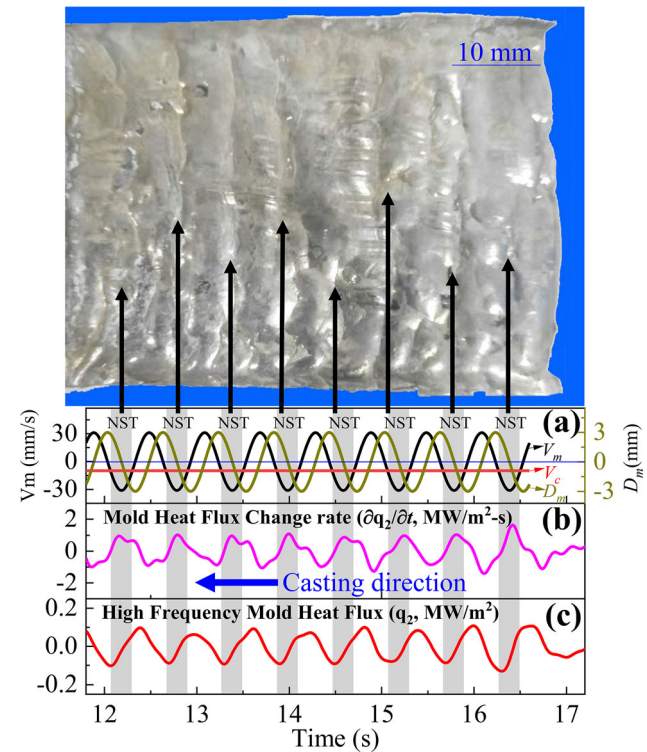 10 mm
NST NST NST NST NST NST NST NST
(a)
Vm (mm/s)
30
0
-30
3
0
-3
D_m(mm)
V_m
V_c
D_m
Mold Heat Flux Change rate (∂q₂/∂t, MW/m²-s)
(b)
2
0
-2
Casting direction
High Frequency Mold Heat Flux (q₂, MW/m²)
(c)
0.2
0.0
-0.2
12 13 14 15 16 17
Time (s)